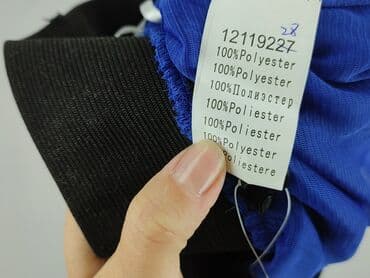 28
12119227
100%Polyester
100%Polyester
100%Полиэстер
100%Poliester
100%Poliester
100%Polyester
Poliestere